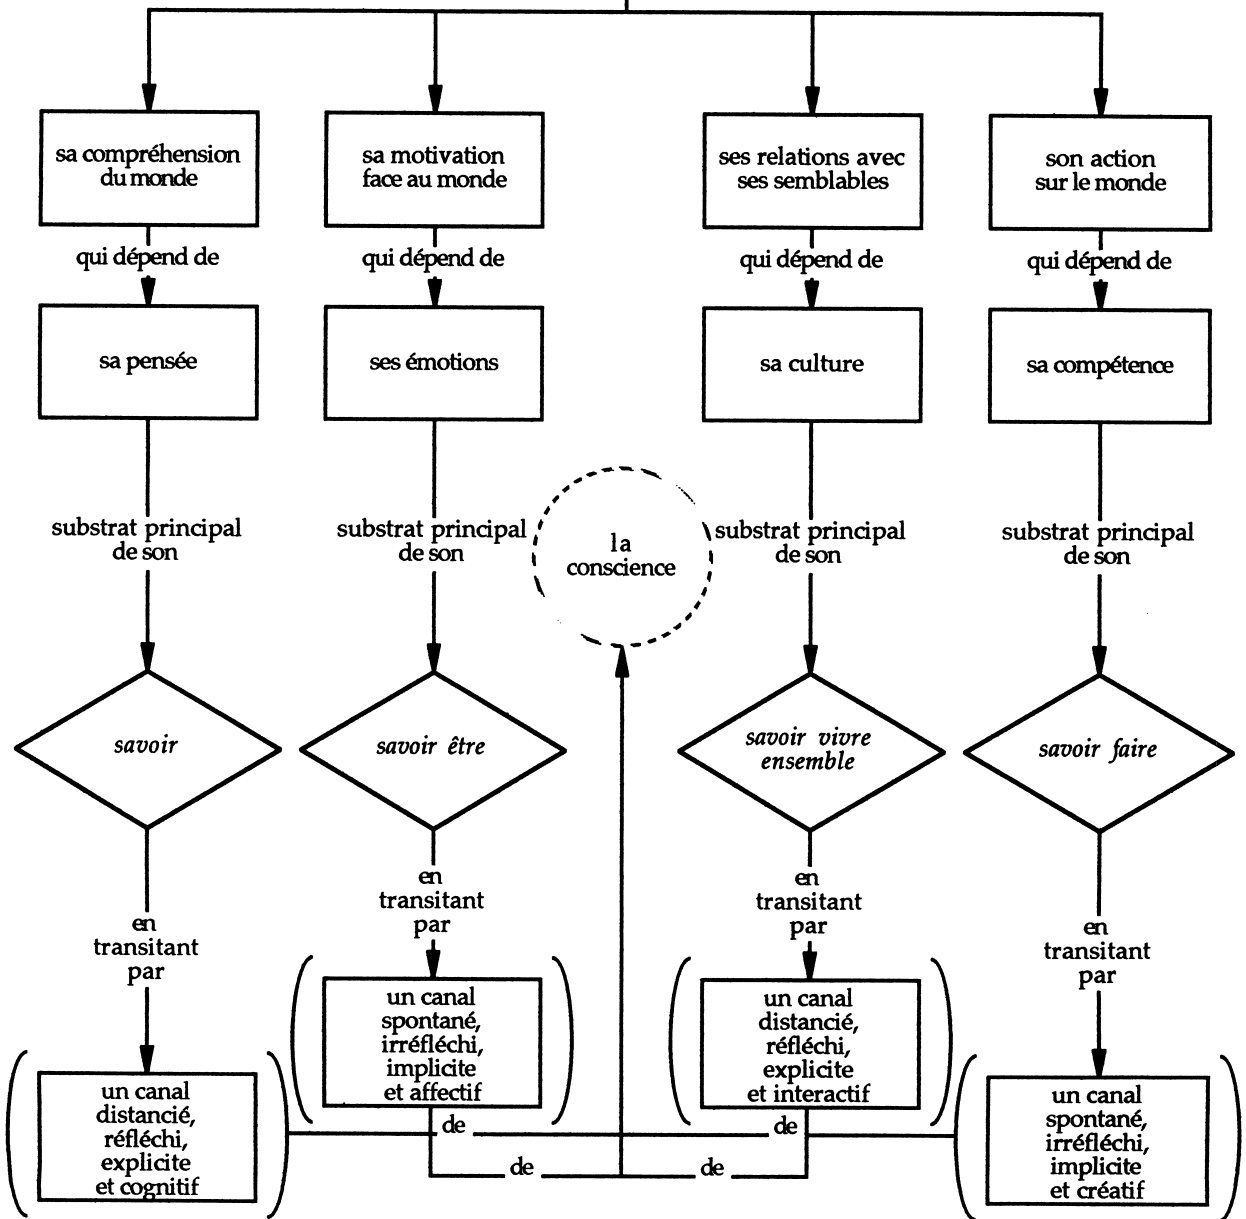 sa compréhension
du monde
sa motivation
face au monde
ses relations avec
ses semblables
son action
sur le monde
qui dépend de
qui dépend de
qui dépend de
qui dépend de
sa pensée
ses émotions
sa culture
sa compétence
substrat principal
de son
substrat principal
de son
la
conscience
substrat principal
de son
substrat principal
de son
savoir
savoir être
savoir vivre
ensemble
savoir faire
en
transitant
par
en
transitant
par
en
transitant
par
en
transitant
par
un canal
distancié,
réfléchi,
explicite
et cognitif
un canal
spontané,
irréfléchi,
implicite
et affectif
un canal
distancié,
réfléchi,
explicite
et interactif
un canal
spontané,
irréfléchi,
implicite
et créatif
de
de
de
de